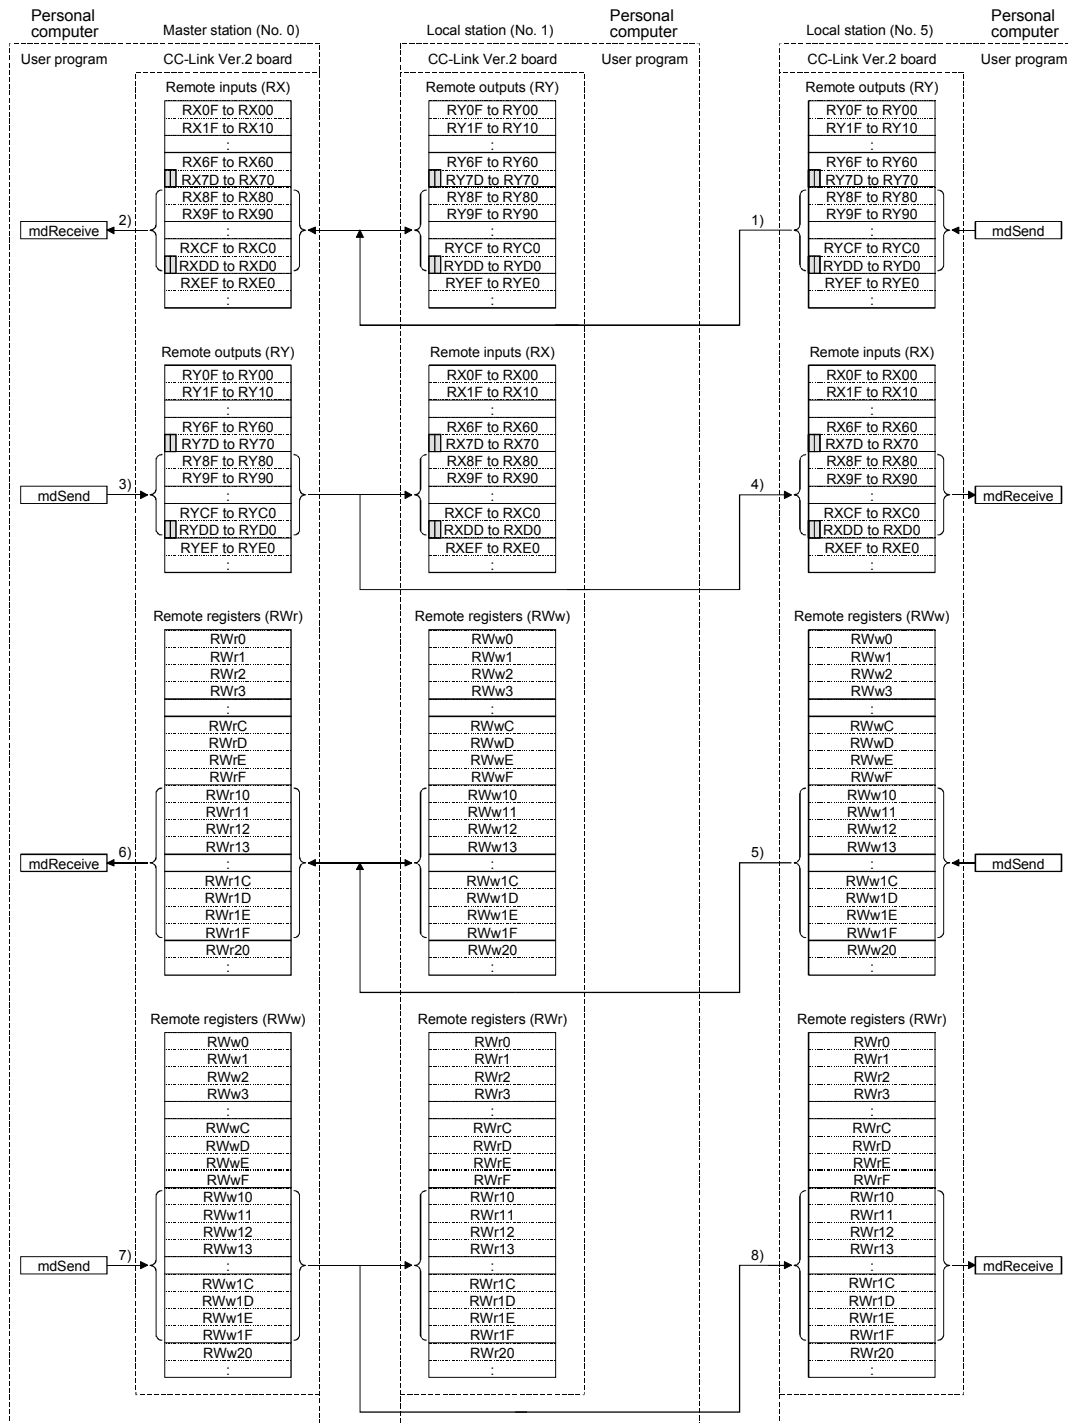 Personal computer
Master station (No. 0)
Local station (No. 1)
Personal computer
Local station (No. 5)
Personal computer
User program
CC-Link Ver.2 board
CC-Link Ver.2 board
User program
CC-Link Ver.2 board
User program
Remote inputs (RX)
RX0F to RX00
RX1F to RX10
:
RX6F to RX60
RX7D to RX70
RX8F to RX80
RX9F to RX90
:
RXCF to RXC0
RXDD to RXD0
RXEF to RXE0
:
Remote outputs (RY)
RY0F to RY00
RY1F to RY10
:
RY6F to RY60
RY7D to RY70
RY8F to RY80
RY9F to RY90
:
RYCF to RYC0
RYDD to RYD0
RYEF to RYE0
:
Remote outputs (RY)
RY0F to RY00
RY1F to RY10
:
RY6F to RY60
RY7D to RY70
RY8F to RY80
RY9F to RY90
:
RYCF to RYC0
RYDD to RYD0
RYEF to RYE0
:
mdReceive
2)
1)
mdSend
Remote outputs (RY)
RY0F to RY00
RY1F to RY10
:
RY6F to RY60
RY7D to RY70
RY8F to RY80
RY9F to RY90
:
RYCF to RYC0
RYDD to RYD0
RYEF to RYE0
:
Remote inputs (RX)
RX0F to RX00
RX1F to RX10
:
RX6F to RX60
RX7D to RX70
RX8F to RX80
RX9F to RX90
:
RXCF to RXC0
RXDD to RXD0
RXEF to RXE0
:
Remote inputs (RX)
RX0F to RX00
RX1F to RX10
:
RX6F to RX60
RX7D to RX70
RX8F to RX80
RX9F to RX90
:
RXCF to RXC0
RXDD to RXD0
RXEF to RXE0
:
mdSend
3)
4)
mdReceive
Remote registers (RWr)
RWr0
RWr1
RWr2
RWr3
:
RWrC
RWrD
RWrE
RWrF
RWr10
RWr11
RWr12
RWr13
:
RWr1C
RWr1D
RWr1E
RWr1F
RWr20
:
Remote registers (RWw)
RWw0
RWw1
RWw2
RWw3
:
RWwC
RWwD
RWwE
RWwF
RWw10
RWw11
RWw12
RWw13
:
RWw1C
RWw1D
RWw1E
RWw1F
RWw20
:
Remote registers (RWw)
RWw0
RWw1
RWw2
RWw3
:
RWwC
RWwD
RWwE
RWwF
RWw10
RWw11
RWw12
RWw13
:
RWw1C
RWw1D
RWw1E
RWw1F
RWw20
:
mdReceive
6)
5)
mdSend
Remote registers (RWw)
RWw0
RWw1
RWw2
RWw3
:
RWwC
RWwD
RWwE
RWwF
RWw10
RWw11
RWw12
RWw13
:
RWw1C
RWw1D
RWw1E
RWw1F
RWw20
:
Remote registers (RWr)
RWr0
RWr1
RWr2
RWr3
:
RWrC
RWrD
RWrE
RWrF
RWr10
RWr11
RWr12
RWr13
:
RWr1C
RWr1D
RWr1E
RWr1F
RWr20
:
Remote registers (RWr)
RWr0
RWr1
RWr2
RWr3
:
RWrC
RWrD
RWrE
RWrF
RWr10
RWr11
RWr12
RWr13
:
RWr1C
RWr1D
RWr1E
RWr1F
RWr20
:
mdSend
7)
8)
mdReceive